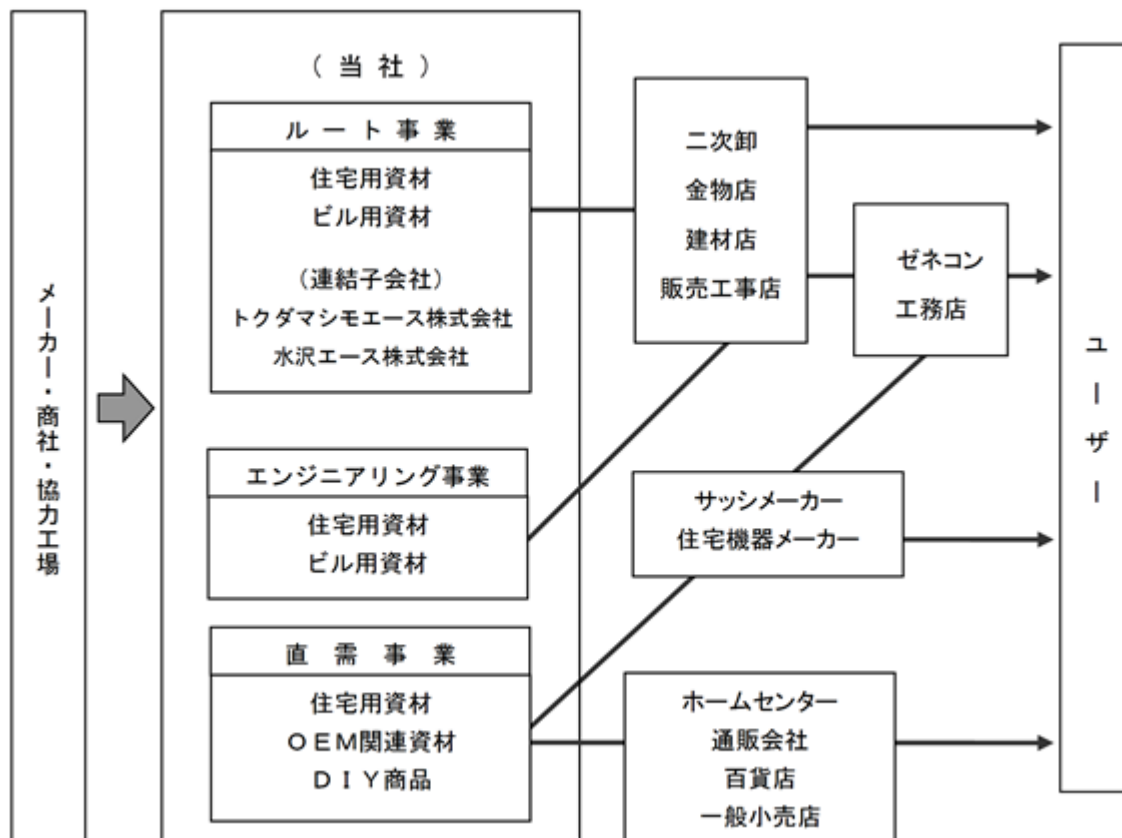 メーカー・商社・協力工場
（当社）
ルート事業
住宅用資材
ビル用資材
（連結子会社）
トクダマシモエース株式会社
水沢エース株式会社
エンジニアリング事業
住宅用資材
ビル用資材
直需事業
住宅用資材
ＯＥＭ関連資材
ＤＩＹ商品
二次卸
金物店
建材店
販売工事店
ゼネコン
工務店
サッシメーカー
住宅機器メーカー
ホームセンター
通販会社
百貨店
一般小売店
ユーザー